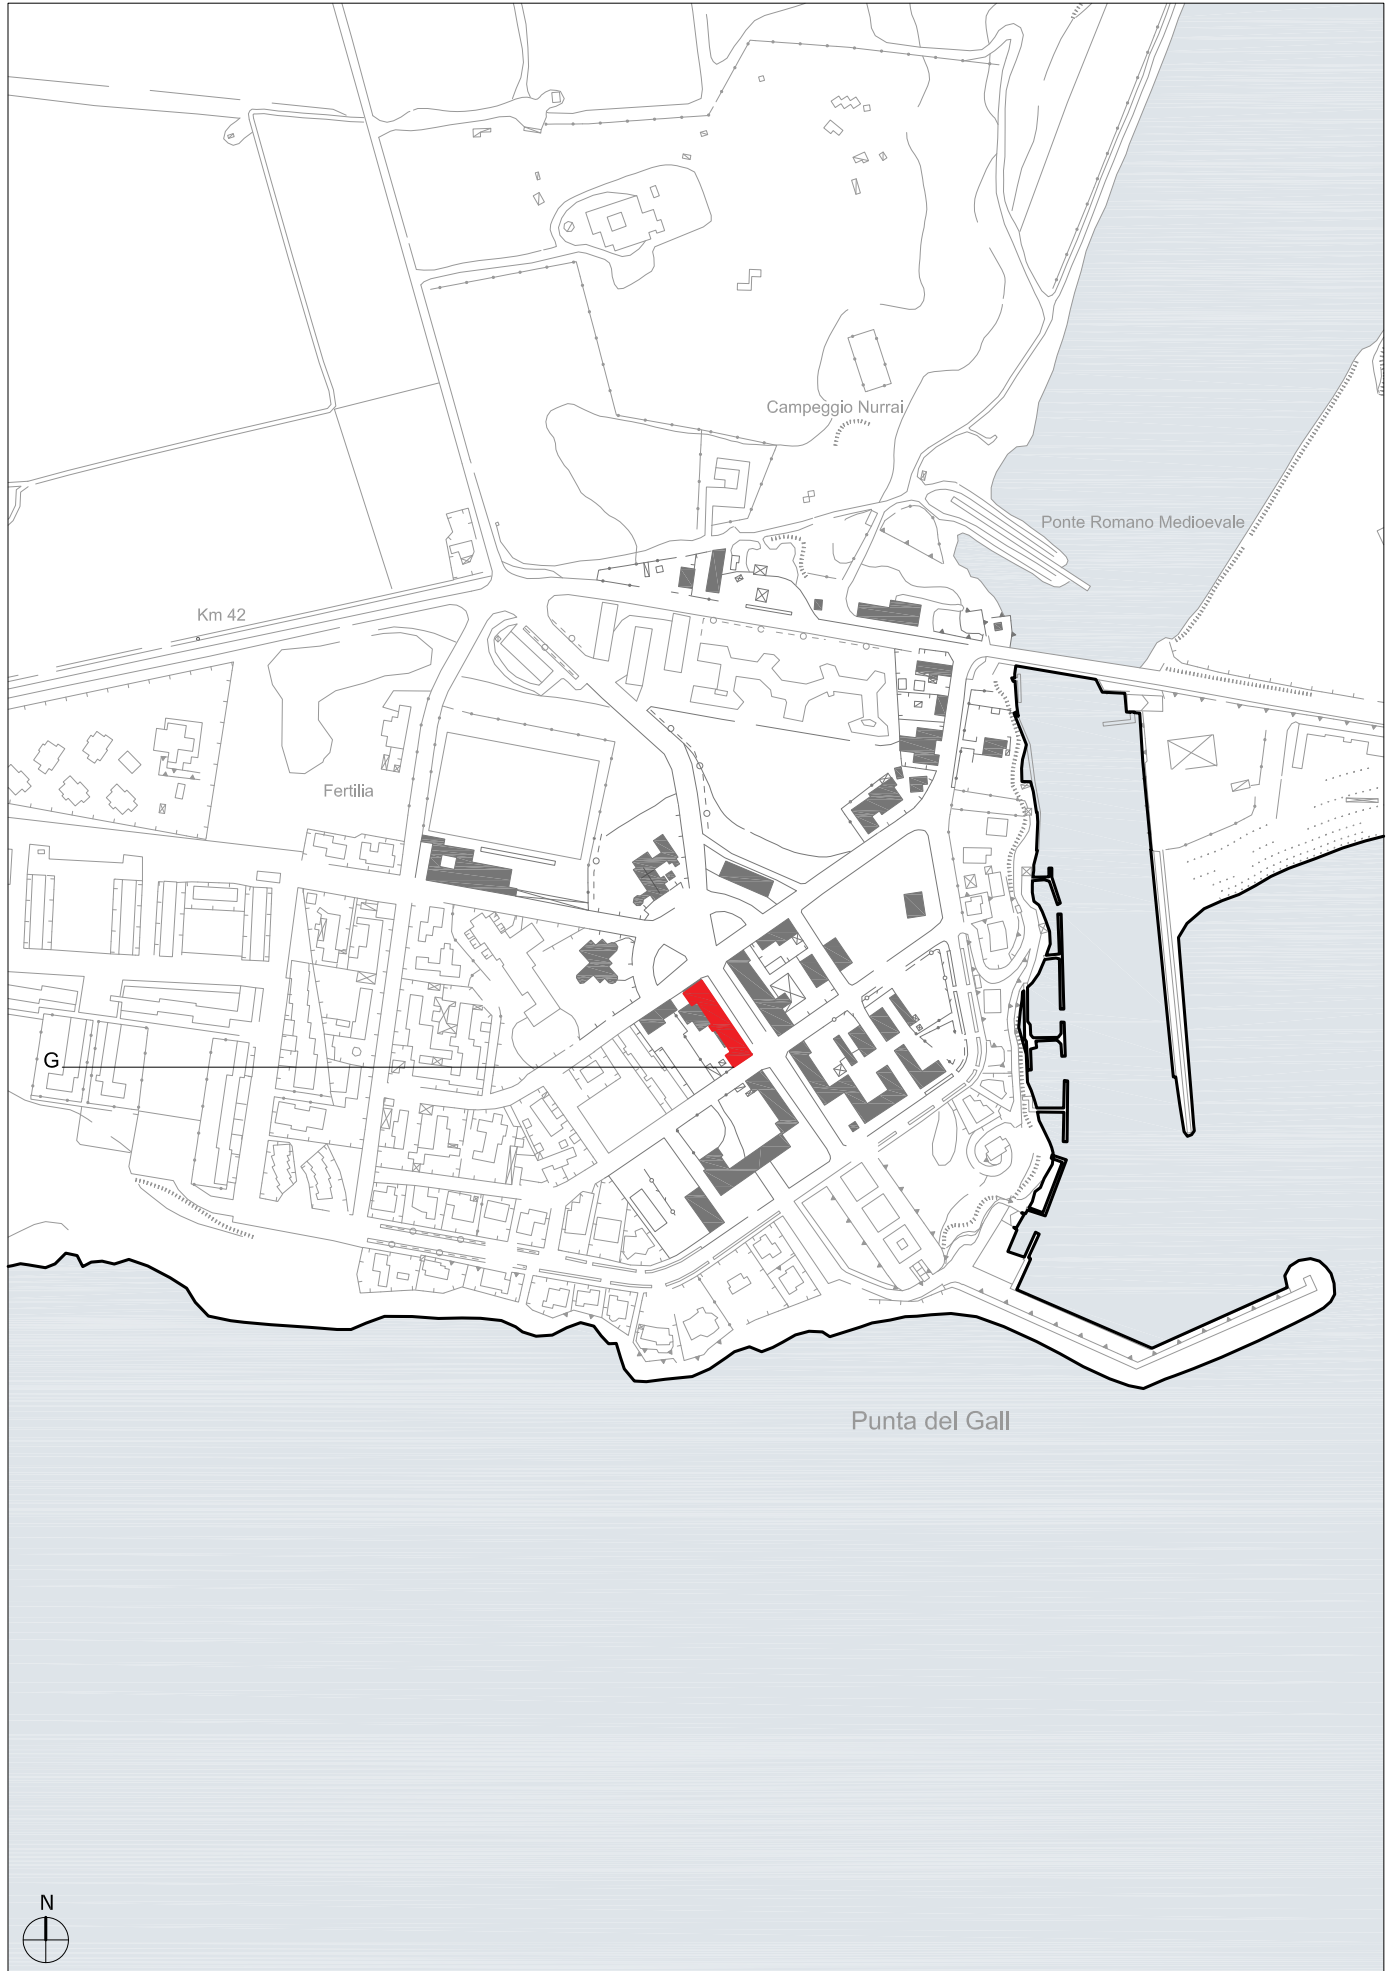 Campeggio Nurrai
Ponte Romano Medioevale
Km 42
Fertilia
G
Punta del Gall
N